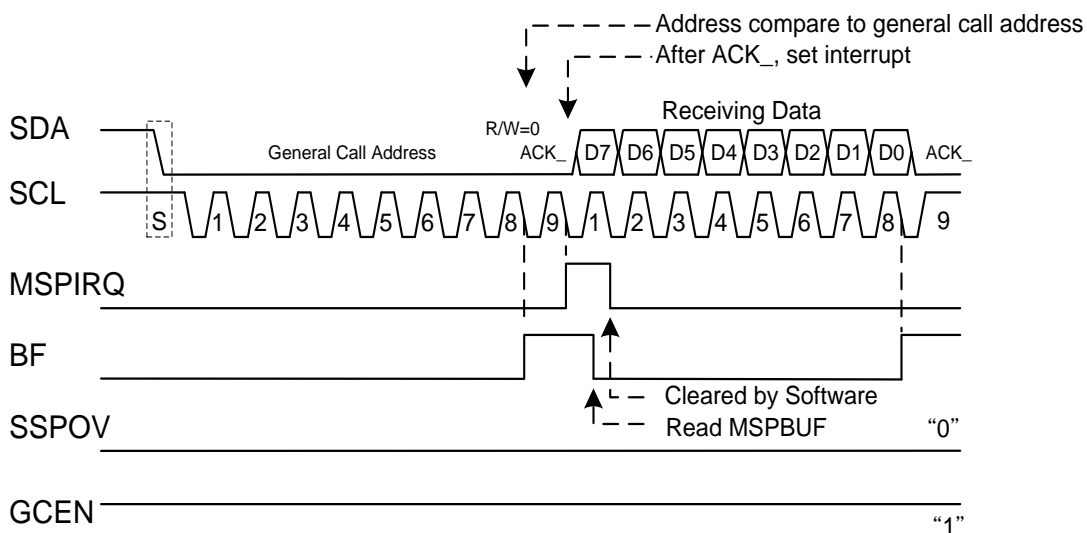 Address compare to general call address
After ACK_, set interrupt
SDA
General Call Address
R/W=0
ACK_
Receiving Data
D7 D6 D5 D4 D3 D2 D1 D0
ACK_
SCL
S 1 2 3 4 5 6 7 8 9 1 2 3 4 5 6 7 8 9
MSPIRQ
BF
Cleared by Software
Read MSPBUF
SSPOV
“0”
GCEN
“1”